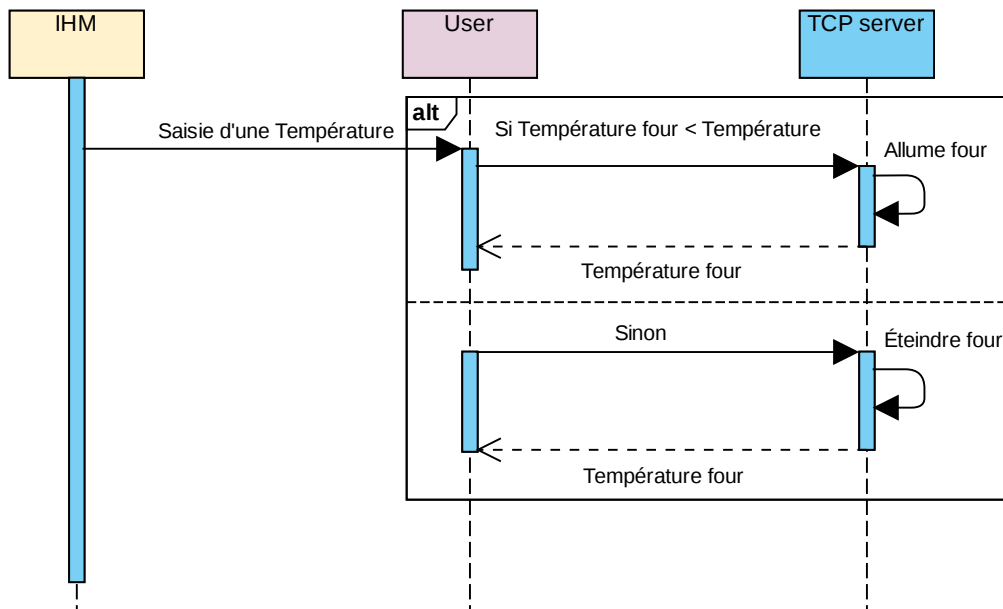 IHM
User
TCP server
alt
Saisie d'une Température
Si Température four < Température
Allume four
Température four
Sinon
Éteindre four
Température four